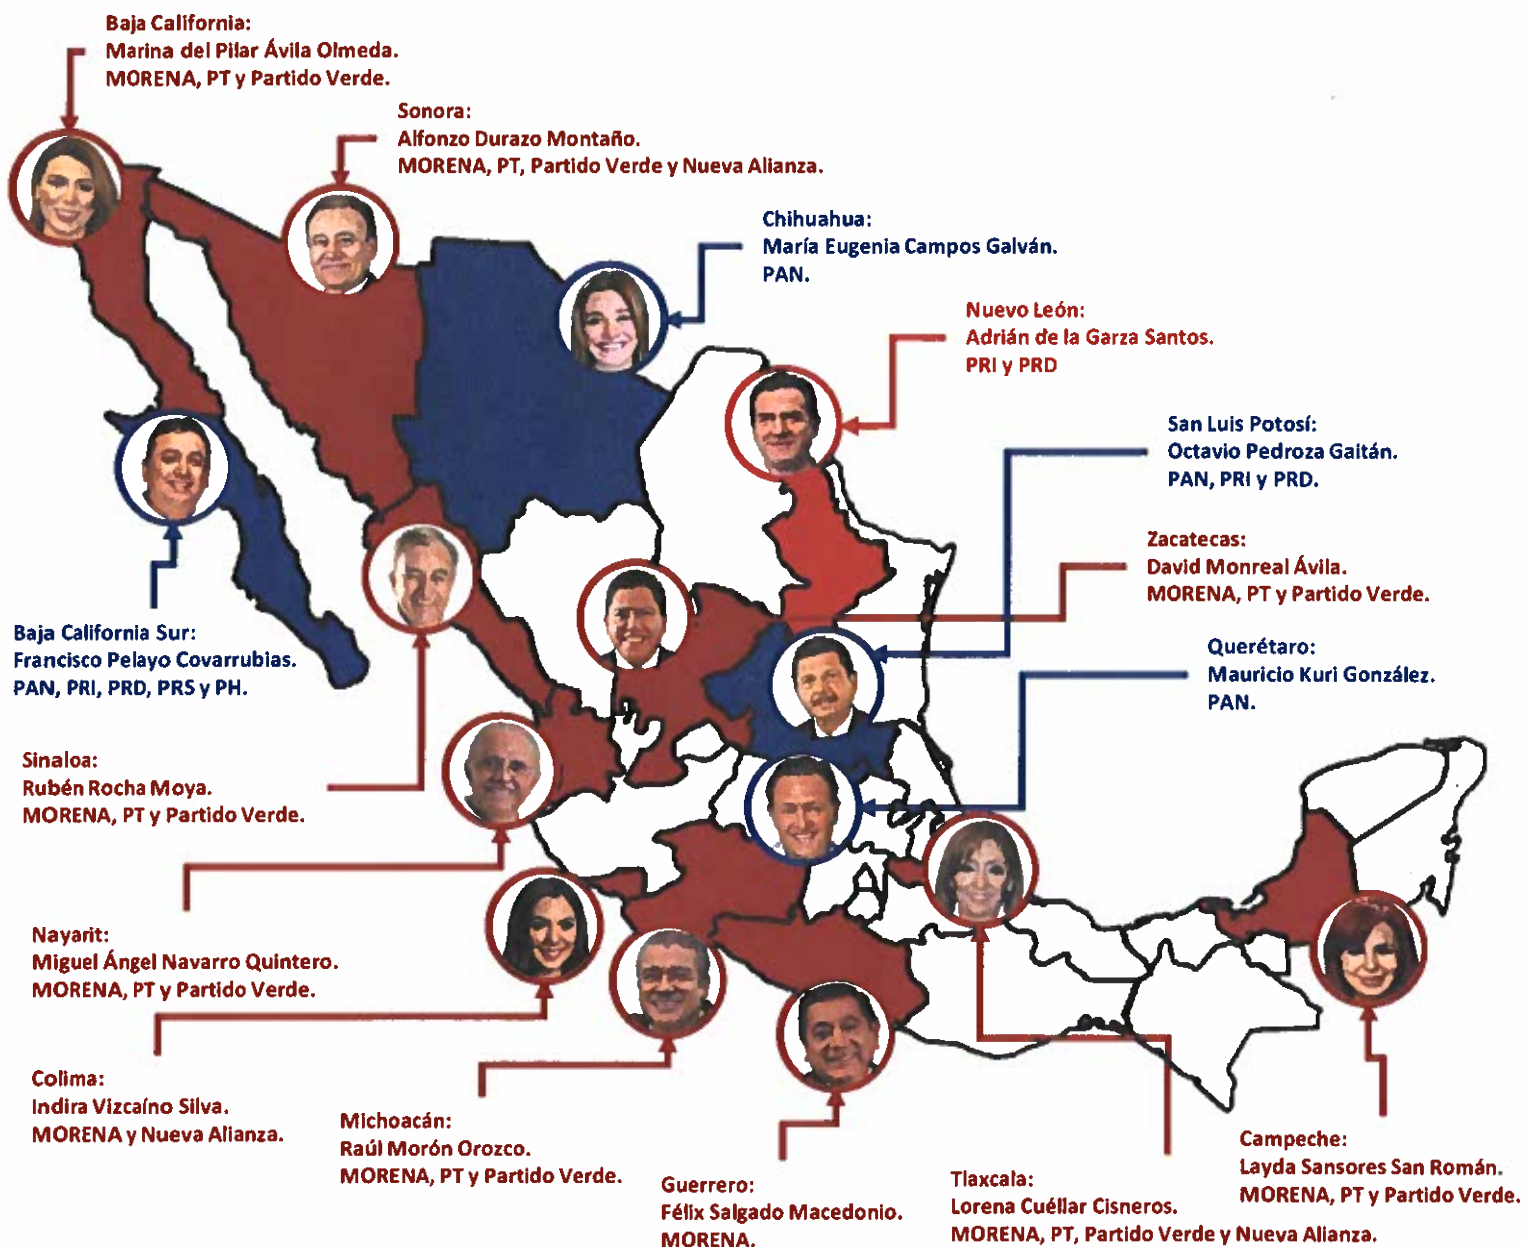 Baja California:
Marina del Pilar Ávila Olmeda.
MORENA, PT y Partido Verde.
Sonora:
Alfonzo Durazo Montaño.
MORENA, PT, Partido Verde y Nueva Alianza.
Chihuahua:
María Eugenia Campos Galván.
PAN.
Nuevo León:
Adrián de la Garza Santos.
PRI y PRD
San Luis Potosí:
Octavio Pedroza Gaitán.
PAN, PRI y PRD.
Zacatecas:
David Monreal Ávila.
MORENA, PT y Partido Verde.
Querétaro:
Mauricio Kuri González.
PAN.
Baja California Sur:
Francisco Pelayo Covarrubias.
PAN, PRI, PRD, PRS y PH.
Sinaloa:
Rubén Rocha Moya.
MORENA, PT y Partido Verde.
Nayarit:
Miguel Ángel Navarro Quintero.
MORENA, PT y Partido Verde.
Colima:
Indira Vizcaíno Silva.
MORENA y Nueva Alianza.
Michoacán:
Raúl Morón Orozco.
MORENA, PT y Partido Verde.
Guerrero:
Félix Salgado Macedonio.
MORENA.
Tlaxcala:
Lorena Cuéllar Cisneros.
MORENA, PT, Partido Verde y Nueva Alianza.
Campeche:
Layda Sansores San Román.
MORENA, PT y Partido Verde.